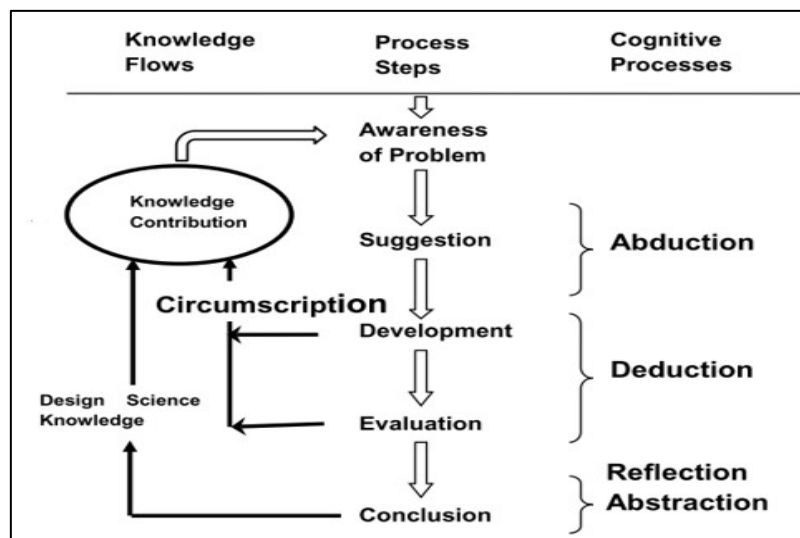 Knowledge
Flows
Process
Steps
Cognitive
Processes
Awareness
of Problem
Knowledge
Contribution
Suggestion
Abduction
Circumscription
Development
Deduction
Design Science
Knowledge
Evaluation
Reflection
Abstraction
Conclusion